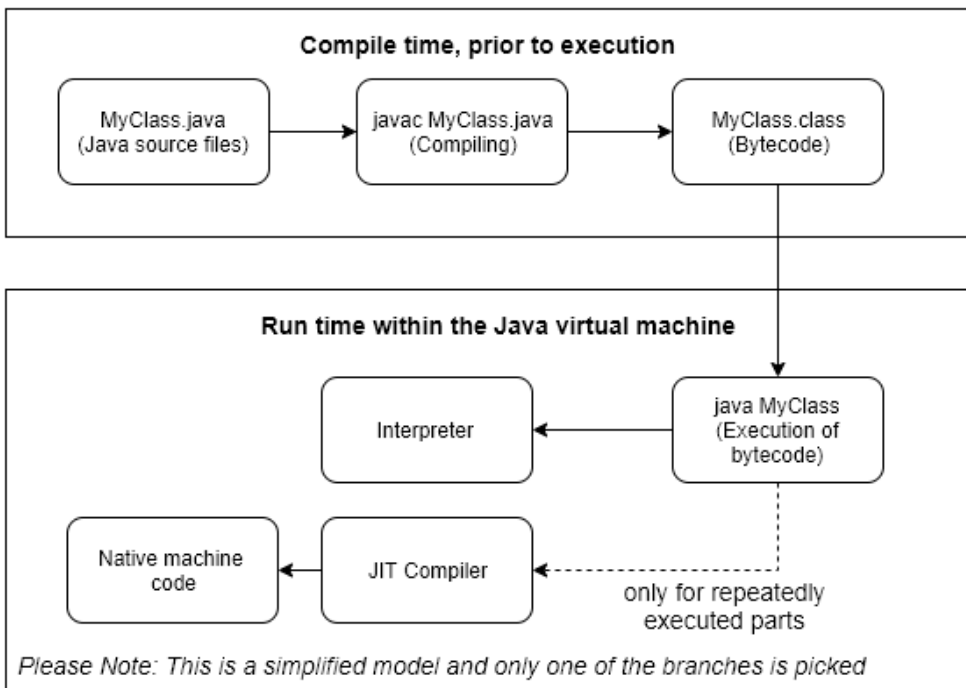 Compile time, prior to execution
MyClass.java
(Java source files)
javac MyClass.java
(Compiling)
MyClass.class
(Bytecode)
Run time within the Java virtual machine
Interpreter
java MyClass
(Execution of
bytecode)
Native machine
code
JIT Compiler
only for repeatedly
executed parts
Please Note: This is a simplified model and only one of the branches is picked